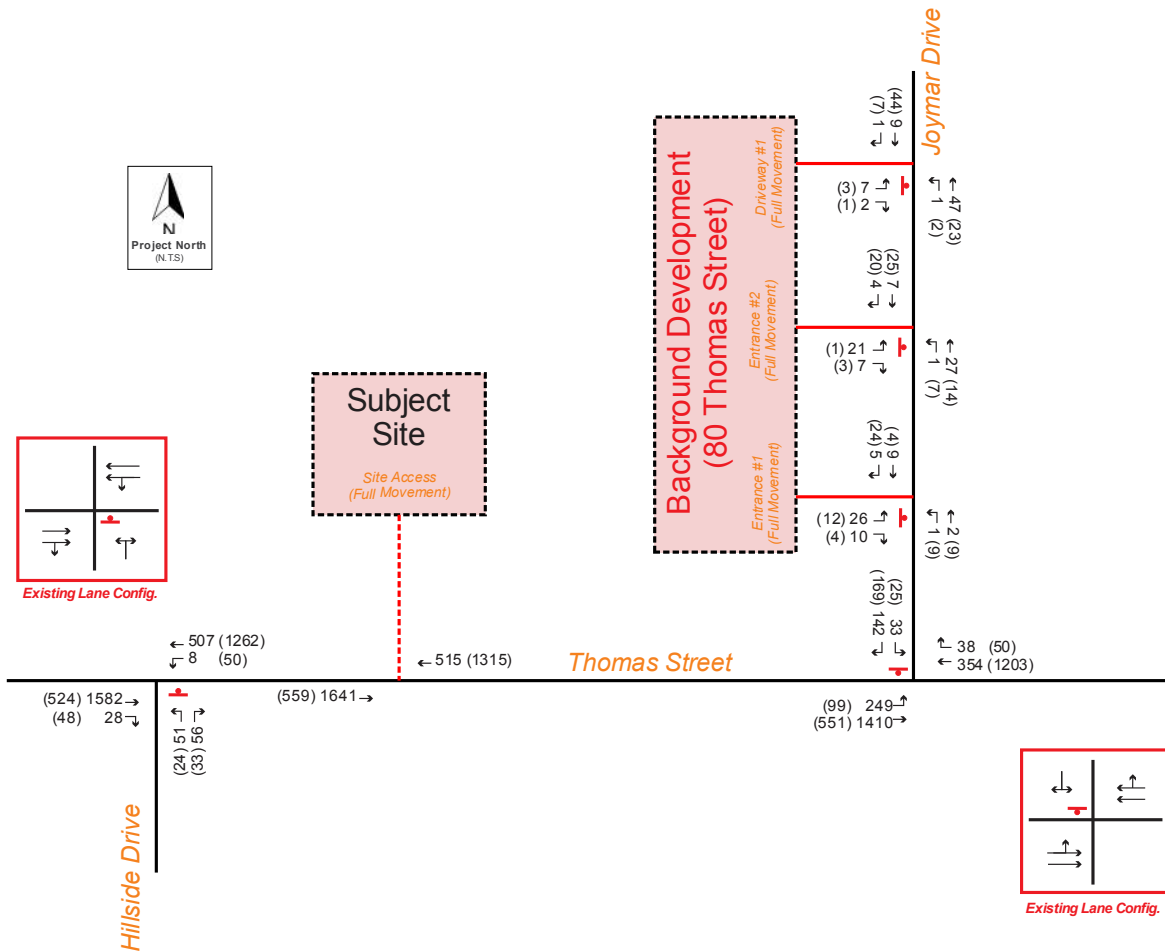 Joymar Drive
(44) 9
(7) 1
Background Development
(80 Thomas Street)
Driveway #1
(Full Movement)
(3) 7
(1) 2
47 (23)
1 (2)
N
Project North
(N.T.S)
(25) 7
(20) 4
Entrance #2
(Full Movement)
(1) 21
(3) 7
27 (14)
1 (7)
Subject
Site
Site Access
(Full Movement)
(4) 9
(24) 5
Entrance #1
(Full Movement)
(12) 26
(4) 10
2 (9)
1 (9)
Existing Lane Config.
(25) 33
(169) 142
507 (1262)
8 (50)
515 (1315)
Thomas Street
38 (50)
354 (1203)
(524) 1582
(48) 28
(559) 1641
(99) 249
(551) 1410
(24) 51
(33) 56
Hillside Drive
Existing Lane Config.